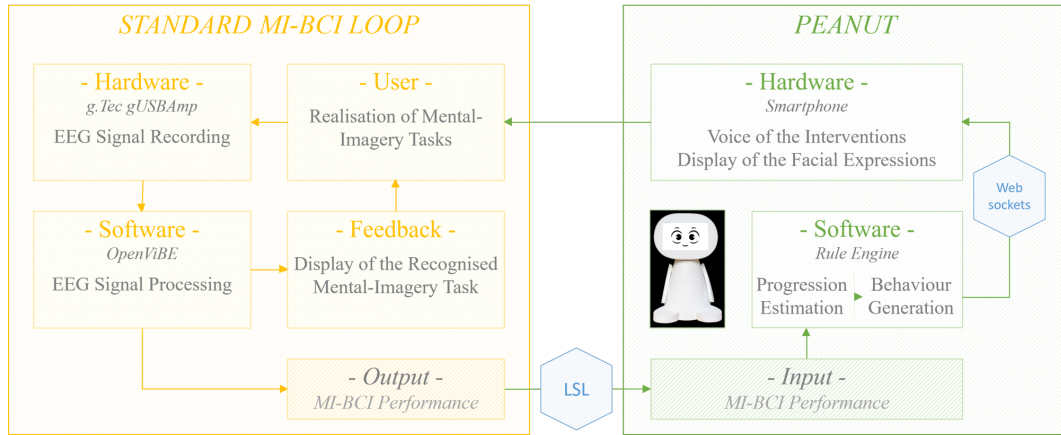 STANDARD MI-BCI LOOP
- Hardware -
g.Tec gUSBAmp
EEG Signal Recording
- User -
Realisation of Mental-
Imagery Tasks
- Software -
OpenViBE
EEG Signal Processing
- Feedback -
Display of the Recognised
Mental-Imagery Task
- Output -
MI-BCI Performance
LSL
PEANUT
- Hardware -
Smartphone
Voice of the Interventions
Display of the Facial Expressions
Web
sockets
- Software -
Rule Engine
Progression
Estimation
Behaviour
Generation
- Input -
MI-BCI Performance